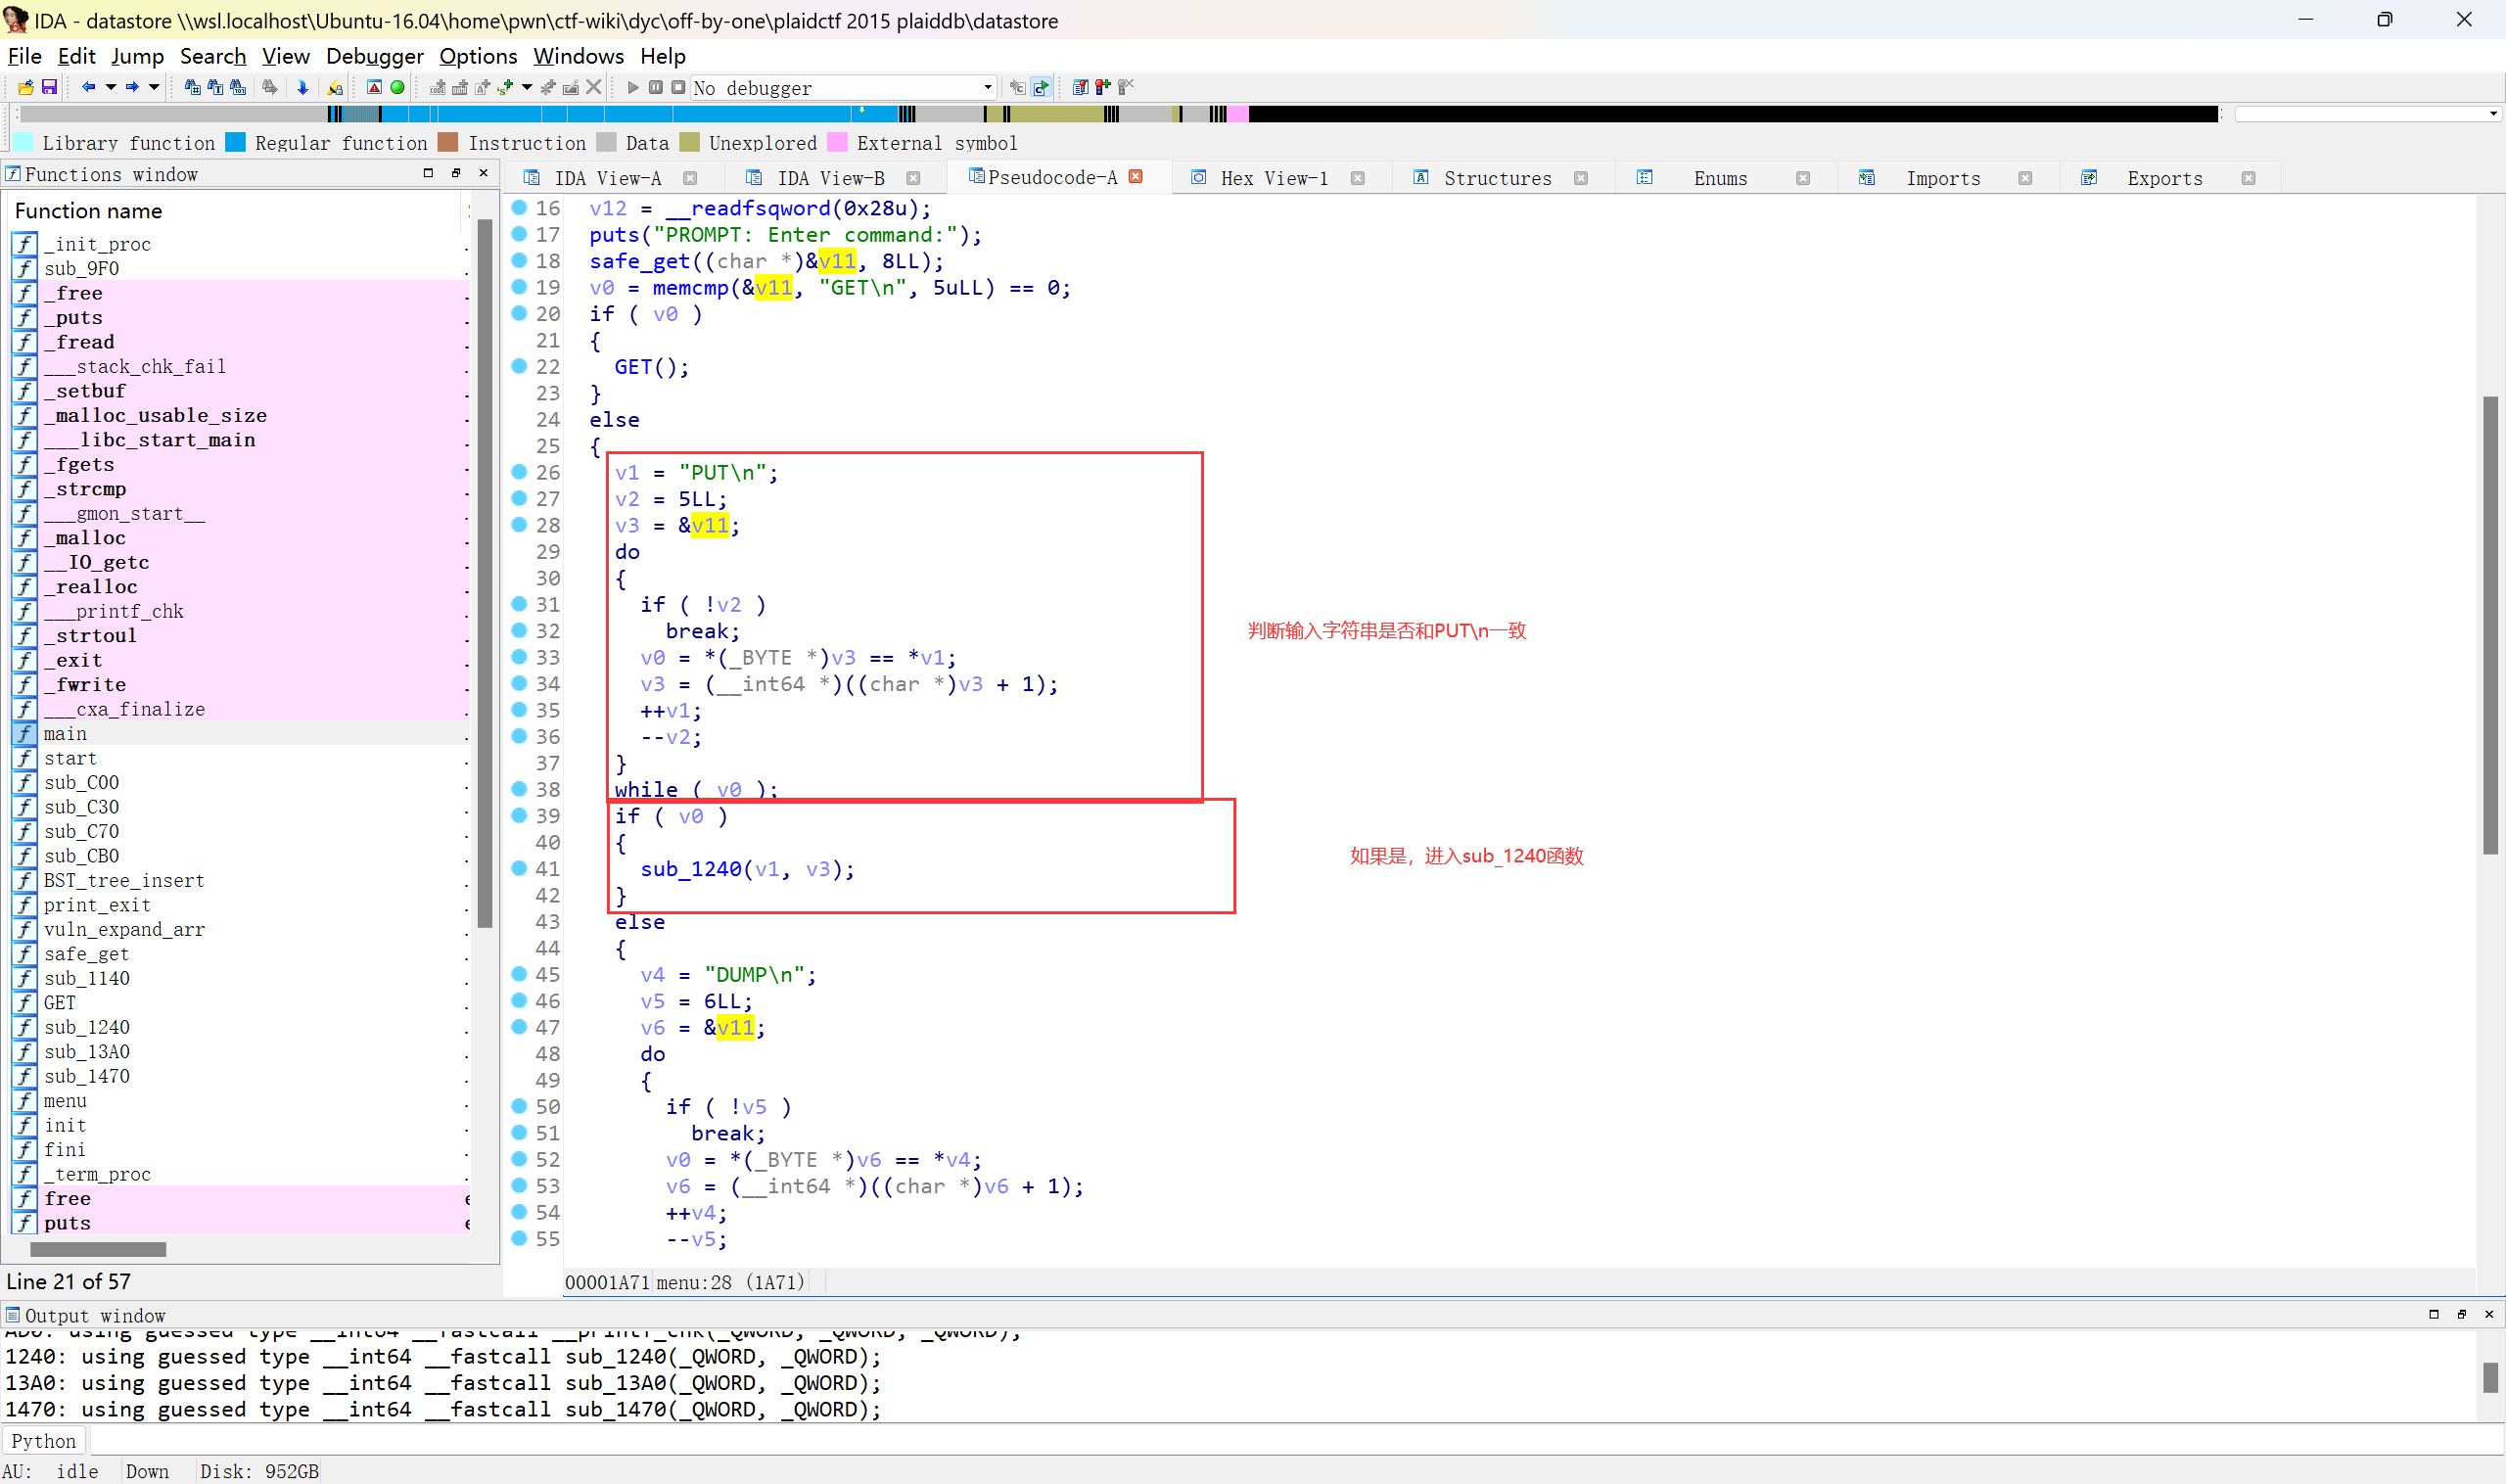 IDA - datastore \\wsl.localhost\Ubuntu-16.04\home\pwn\ctf-wiki\dyc\off-by-one\plaidctf 2015 plaiddb\datastore
File Edit Jump Search View Debugger Options Windows Help
No debugger
Library function Regular function Instruction Data Unexplored External symbol
Functions window
IDA View-A IDA View-B Pseudocode-A Hex View-1 Structures Enums Imports Exports
Function name
_init_proc
sub_9F0
_free
_puts
_fread
___stack_chk_fail
_setbuf
_malloc_usable_size
___libc_start_main
_fgets
_strcmp
___gmon_start__
_malloc
__IO_getc
_realloc
___printf_chk
_strtoul
_exit
_fwrite
___cxa_finalize
main
start
sub_C00
sub_C30
sub_C70
sub_CB0
BST_tree_insert
print_exit
vuln_expand_arr
safe_get
sub_1140
GET
sub_1240
sub_13A0
sub_1470
menu
init
fini
_term_proc
free
puts
Line 21 of 57
16 v12 = __readfsqword(0x28u);
17 puts("PROMPT: Enter command:");
18 safe_get((char *)&v11, 8LL);
19 v0 = memcmp(&v11, "GET\n", 5uLL) == 0;
20 if ( v0 )
21 {
22 GET();
23 }
24 else
25 {
26 v1 = "PUT\n";
27 v2 = 5LL;
28 v3 = &v11;
29 do
30 {
31 if ( !v2 )
32 break;
33 v0 = *(_BYTE *)v3 == *v1;
34 v3 = (__int64 *)((char *)v3 + 1);
35 ++v1;
36 --v2;
37 }
38 while ( v0 );
39 if ( v0 )
40 {
41 sub_1240(v1, v3);
42 }
43 else
44 {
45 v4 = "DUMP\n";
46 v5 = 6LL;
47 v6 = &v11;
48 do
49 {
50 if ( !v5 )
51 break;
52 v0 = *(_BYTE *)v6 == *v4;
53 v6 = (__int64 *)((char *)v6 + 1);
54 ++v4;
55 --v5;
判断输入字符串是否和PUT\n一致
如果是，进入sub_1240函数
00001A71 menu:28 (1A71)
Output window
AD0: using guessed type __int64 __fastcall __printf_chk(_QWORD, _QWORD, _QWORD);
1240: using guessed type __int64 __fastcall sub_1240(_QWORD, _QWORD);
13A0: using guessed type __int64 __fastcall sub_13A0(_QWORD, _QWORD);
1470: using guessed type __int64 __fastcall sub_1470(_QWORD, _QWORD);
Python
AU: idle Down Disk: 952GB